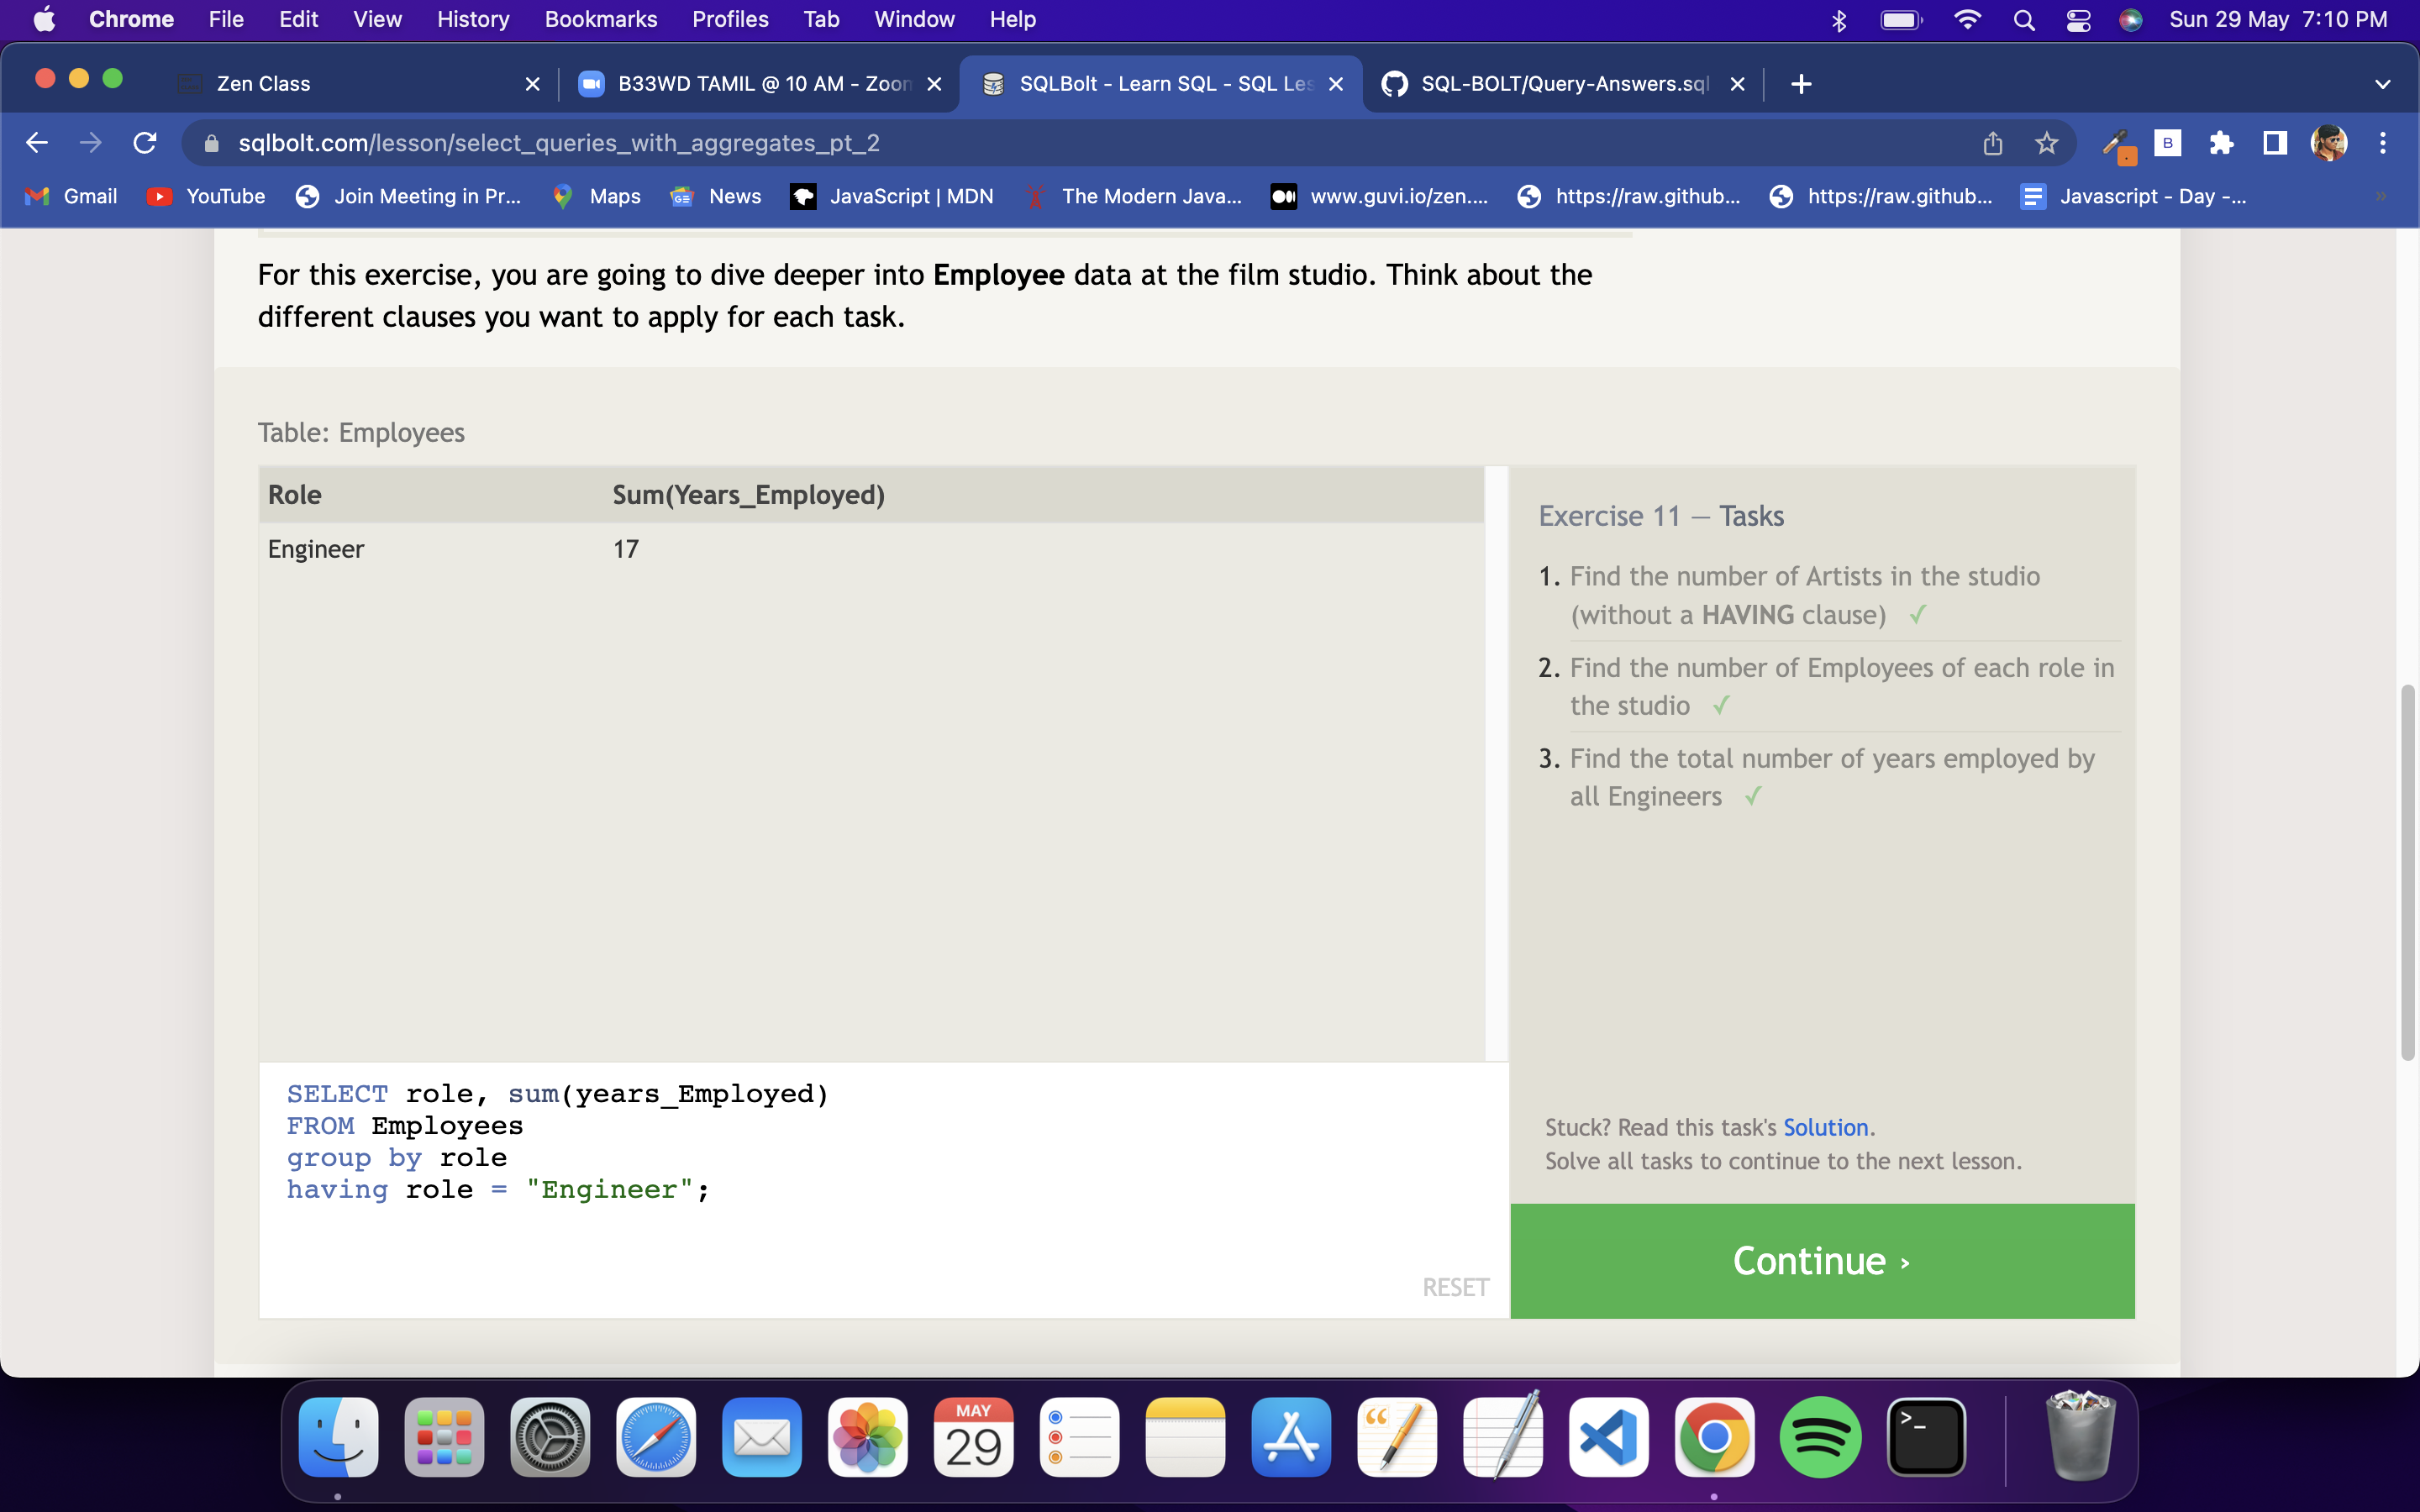 Chrome File Edit View History Bookmarks Profiles Tab Window Help Sun 29 May 7:10 PM
Zen Class B33WD TAMIL @ 10 AM - Zoon SQLBolt - Learn SQL - SQL Les SQL-BOLT/Query-Answers.sql
sqlbolt.com/lesson/select_queries_with_aggregates_pt_2 B
Gmail YouTube Join Meeting in Pr... Maps News JavaScript | MDN The Modern Java... www.guvi.io/zen.... https://raw.github... https://raw.github... Javascript - Day -... »
For this exercise, you are going to dive deeper into Employee data at the film studio. Think about the
different clauses you want to apply for each task.
Table: Employees
Role Sum(Years_Employed)
Engineer 17
Exercise 11 — Tasks
1. Find the number of Artists in the studio
(without a HAVING clause) ✓
2. Find the number of Employees of each role in
the studio ✓
3. Find the total number of years employed by
all Engineers ✓
SELECT role, sum(years_Employed)
FROM Employees
group by role
having role = "Engineer";
RESET
Stuck? Read this task's Solution.
Solve all tasks to continue to the next lesson.
Continue ›
MAY
29
>_